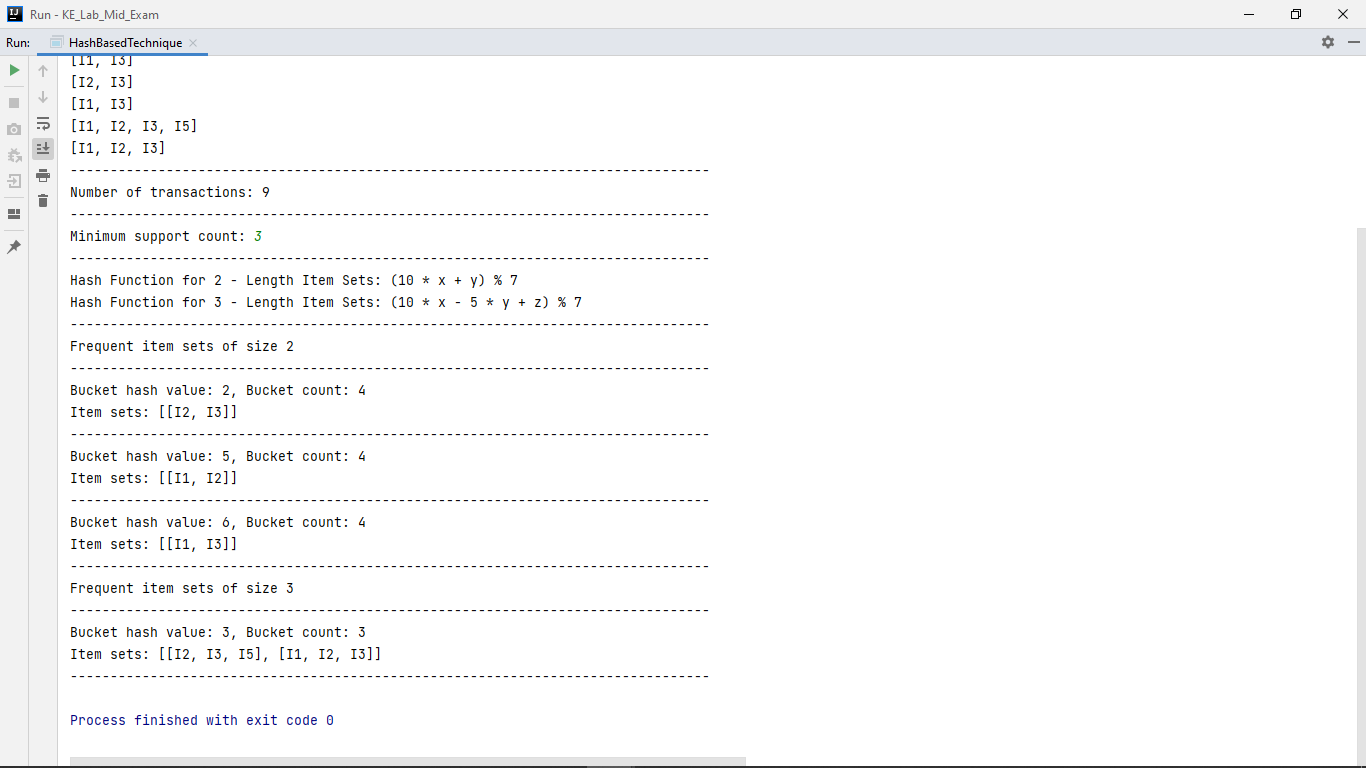 Run - KE_Lab_Mid_Exam
Run: HashBasedTechnique
[I1, I3]
[I2, I3]
[I1, I3]
[I1, I2, I3, I5]
[I1, I2, I3]
--------------------------------------------------------------------------------
Number of transactions: 9
--------------------------------------------------------------------------------
Minimum support count: 3
--------------------------------------------------------------------------------
Hash Function for 2 - Length Item Sets: (10 * x + y) % 7
Hash Function for 3 - Length Item Sets: (10 * x - 5 * y + z) % 7
--------------------------------------------------------------------------------
Frequent item sets of size 2
--------------------------------------------------------------------------------
Bucket hash value: 2, Bucket count: 4
Item sets: [[I2, I3]]
--------------------------------------------------------------------------------
Bucket hash value: 5, Bucket count: 4
Item sets: [[I1, I2]]
--------------------------------------------------------------------------------
Bucket hash value: 6, Bucket count: 4
Item sets: [[I1, I3]]
--------------------------------------------------------------------------------
Frequent item sets of size 3
--------------------------------------------------------------------------------
Bucket hash value: 3, Bucket count: 3
Item sets: [[I2, I3, I5], [I1, I2, I3]]
--------------------------------------------------------------------------------
Process finished with exit code 0